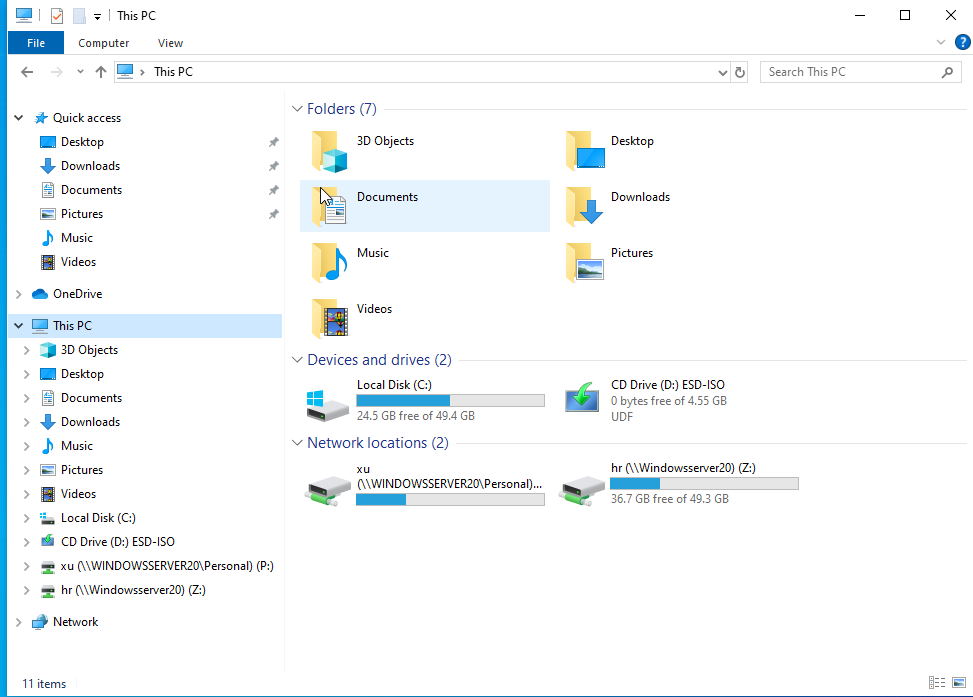 This PC
File Computer View
This PC
Search This PC
Quick access
Desktop
Downloads
Documents
Pictures
Music
Videos
OneDrive
This PC
3D Objects
Desktop
Documents
Downloads
Music
Pictures
Videos
Local Disk (C:)
CD Drive (D:) ESD-ISO
xu (\\WINDOWSSERVER20\Personal) (P:)
hr (\\Windowsserver20) (Z:)
Network
Folders (7)
3D Objects
Desktop
Documents
Downloads
Music
Pictures
Videos
Devices and drives (2)
Local Disk (C:)
24.5 GB free of 49.4 GB
CD Drive (D:) ESD-ISO
0 bytes free of 4.55 GB
UDF
Network locations (2)
xu
(\\WINDOWSSERVER20\Personal)...
hr (\\Windowsserver20) (Z:)
36.7 GB free of 49.3 GB
11 items